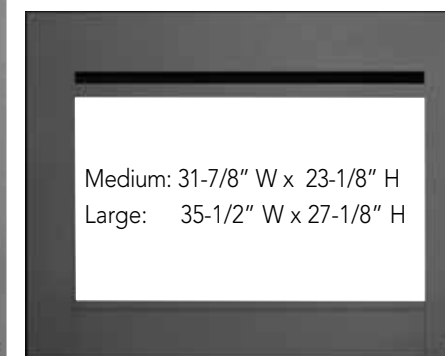 Medium: 31-7/8” W x 23-1/8” H
Large: 35-1/2” W x 27-1/8” H